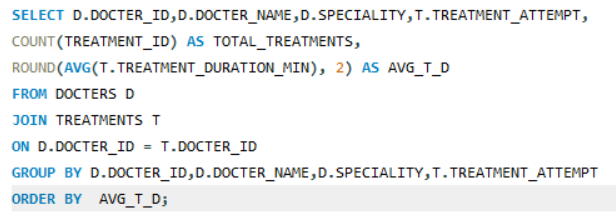 SELECT D.DOCTER_ID,D.DOCTER_NAME,D.SPECIALITY,T.TREATMENT_ATTEMPT,
COUNT(TREATMENT_ID) AS TOTAL_TREATMENTS,
ROUND(AVG(T.TREATMENT_DURATION_MIN), 2) AS AVG_T_D
FROM DOCTERS D
JOIN TREATMENTS T
ON D.DOCTER_ID = T.DOCTER_ID
GROUP BY D.DOCTER_ID,D.DOCTER_NAME,D.SPECIALITY,T.TREATMENT_ATTEMPT
ORDER BY  AVG_T_D;